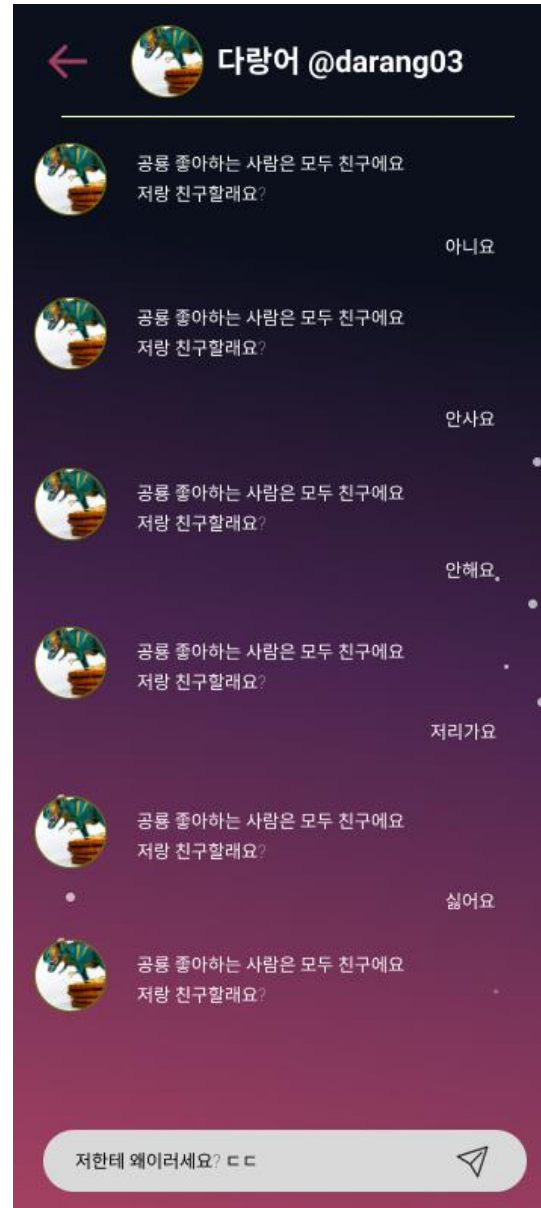 다랑어 @darang03
공룡 좋아하는 사람은 모두 친구에요
저랑 친구할래요?
아니요
공룡 좋아하는 사람은 모두 친구에요
저랑 친구할래요?
안사요
공룡 좋아하는 사람은 모두 친구에요
저랑 친구할래요?
안해요
공룡 좋아하는 사람은 모두 친구에요
저랑 친구할래요?
저리가요
공룡 좋아하는 사람은 모두 친구에요
저랑 친구할래요?
싫어요
공룡 좋아하는 사람은 모두 친구에요
저랑 친구할래요?
저한테 왜이러세요? ㄷㄷ